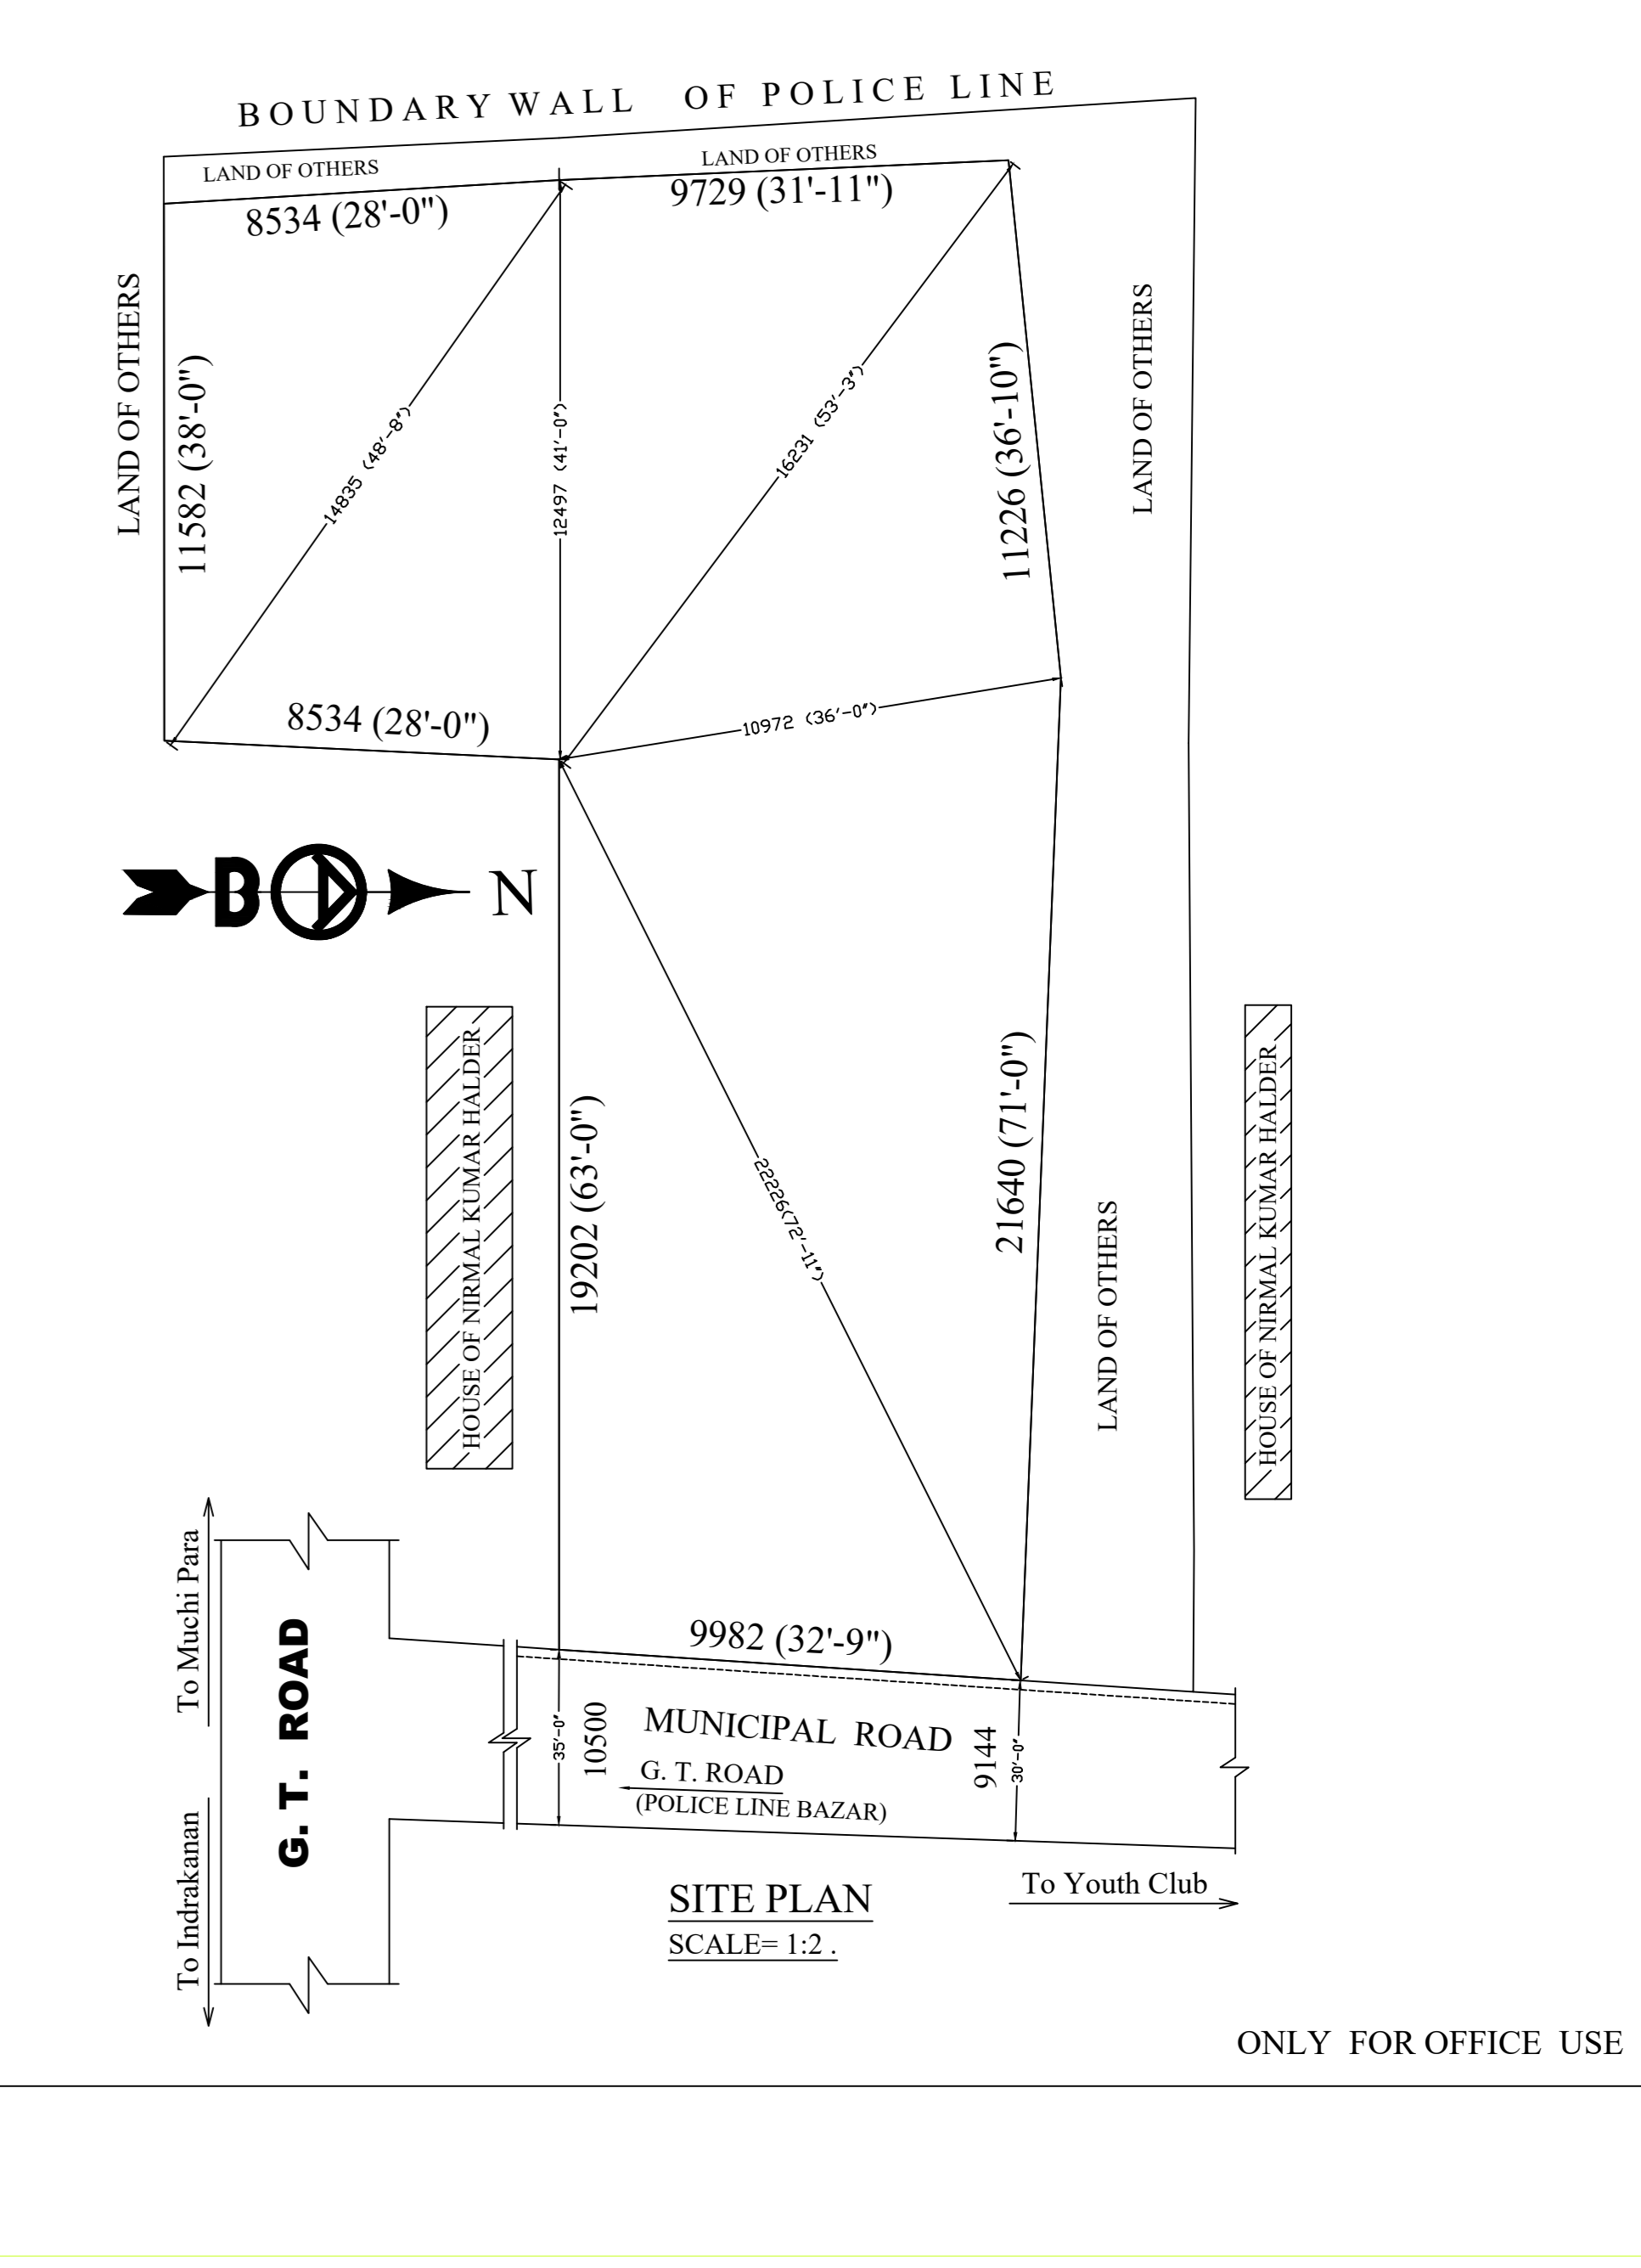 BOUNDARY WALL OF POLICE LINE
LAND OF OTHERS
LAND OF OTHERS
8534 (28'-0")
9729 (31'-11")
LAND OF OTHERS
11582 (38'-0")
14835 (48'-8")
12497 (41'-0")
16231 (53'-3")
11226 (36'-10")
LAND OF OTHERS
8534 (28'-0")
10972 (36'-0")
N
HOUSE OF NIRMAL KUMAR HALDER
19202 (63'-0")
22226(72'-11")
21640 (71'-0")
LAND OF OTHERS
HOUSE OF NIRMAL KUMAR HALDER
To Muchi Para
G. T. ROAD
To Indrakanan
9982 (32'-9")
35'-0"
10500
MUNICIPAL ROAD
G. T. ROAD
(POLICE LINE BAZAR)
9144
30'-0"
To Youth Club
SITE PLAN
SCALE= 1:2 .
ONLY FOR OFFICE USE